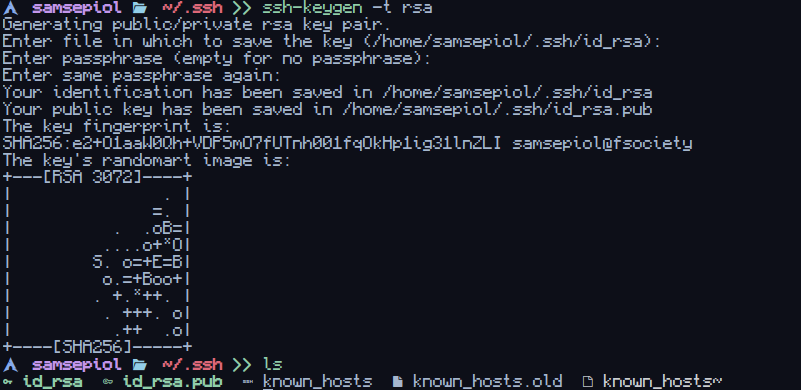 samsepiol ~/.ssh >> ssh-keygen -t rsa
Generating public/private rsa key pair.
Enter file in which to save the key (/home/samsepiol/.ssh/id_rsa):
Enter passphrase (empty for no passphrase):
Enter same passphrase again:
Your identification has been saved in /home/samsepiol/.ssh/id_rsa
Your public key has been saved in /home/samsepiol/.ssh/id_rsa.pub
The key fingerprint is:
samsepiol@fsociety
The key's randomart image is:
+---[RSA 3072]----+
|               . |
|              =. |
|          .  .oB=|
|         ....o+*O|
|        S. o=+E=B|
|         o.=+Boo+|
|        . +.*++. |
|         . +++. o|
|          .++  .o|
+----[SHA256]-----+
samsepiol ~/.ssh >> ls
id_rsa id_rsa.pub known_hosts known_hosts.old known_hosts~